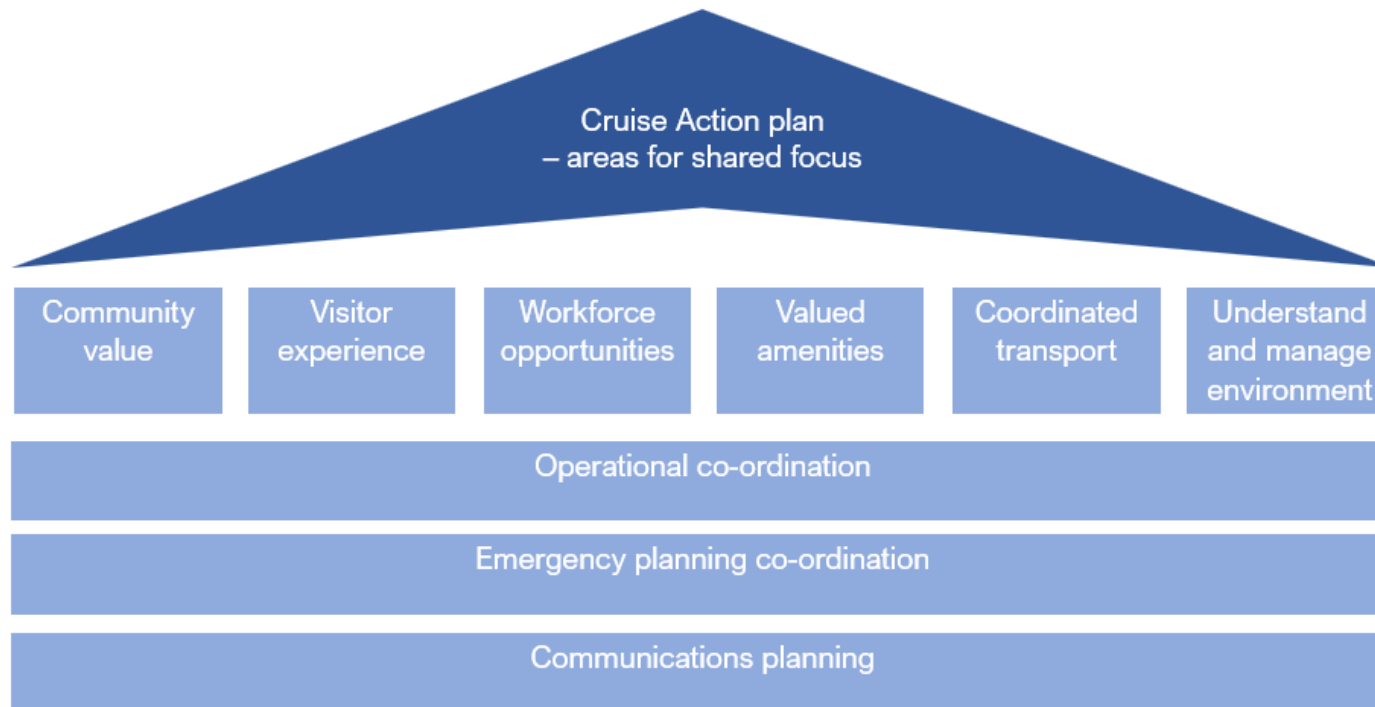 Cruise Action plan
– areas for shared focus
Community
value
Visitor
experience
Workforce
opportunities
Valued
amenities
Coordinated
transport
Understand
and manage
environment
Operational co-ordination
Emergency planning co-ordination
Communications planning